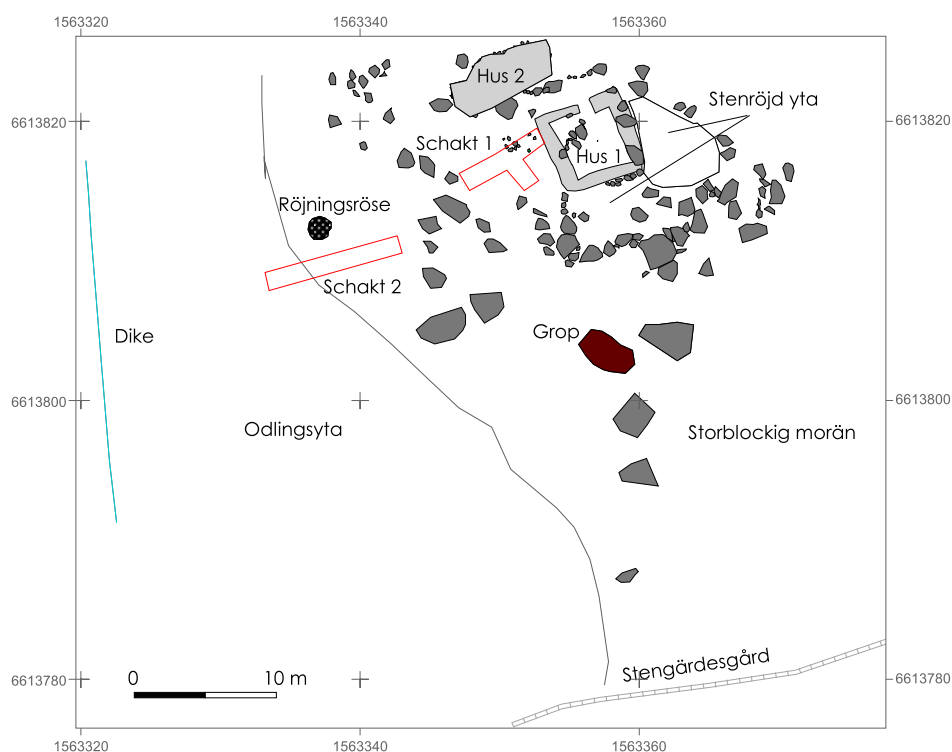 1563320
1563340
1563360
Hus 2
Stenröjd yta
6613820
6613820
Schakt 1
Hus 1
Röjningsröse
Schakt 2
Dike
Grop
6613800
6613800
Odlingsyta
Storblockig morän
Stengärdesgård
0
10 m
6613780
6613780
1563320
1563340
1563360